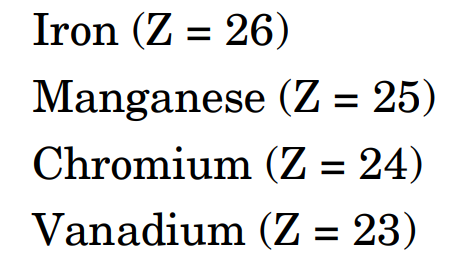 Iron (Z = 26)
Manganese (Z = 25)
Chromium (Z = 24)
Vanadium (Z = 23)